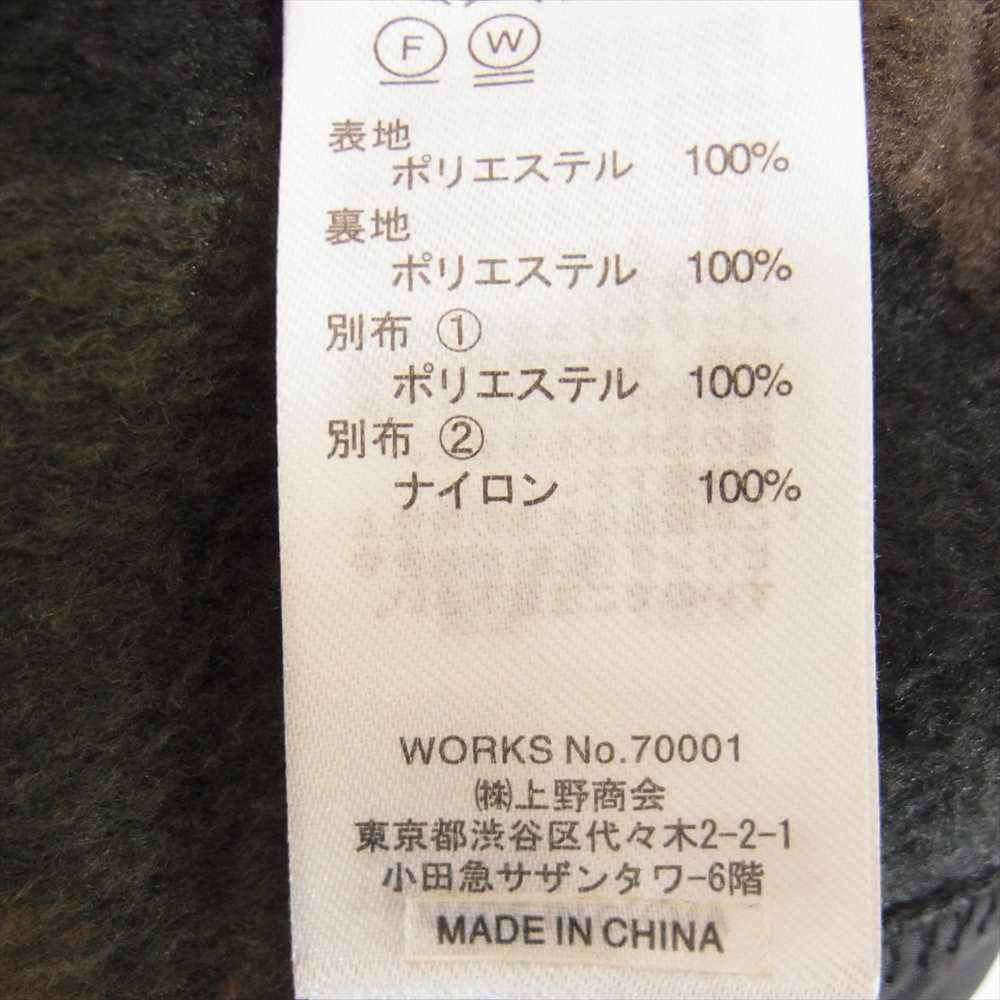 F W
表地
ポリエステル 100%
裏地
ポリエステル 100%
別布 ①
ポリエステル 100%
別布 ②
ナイロン 100%
WORKS No.70001
㈱上野商会
東京都渋谷区代々木2-2-1
小田急サザンタワー6階
MADE IN CHINA